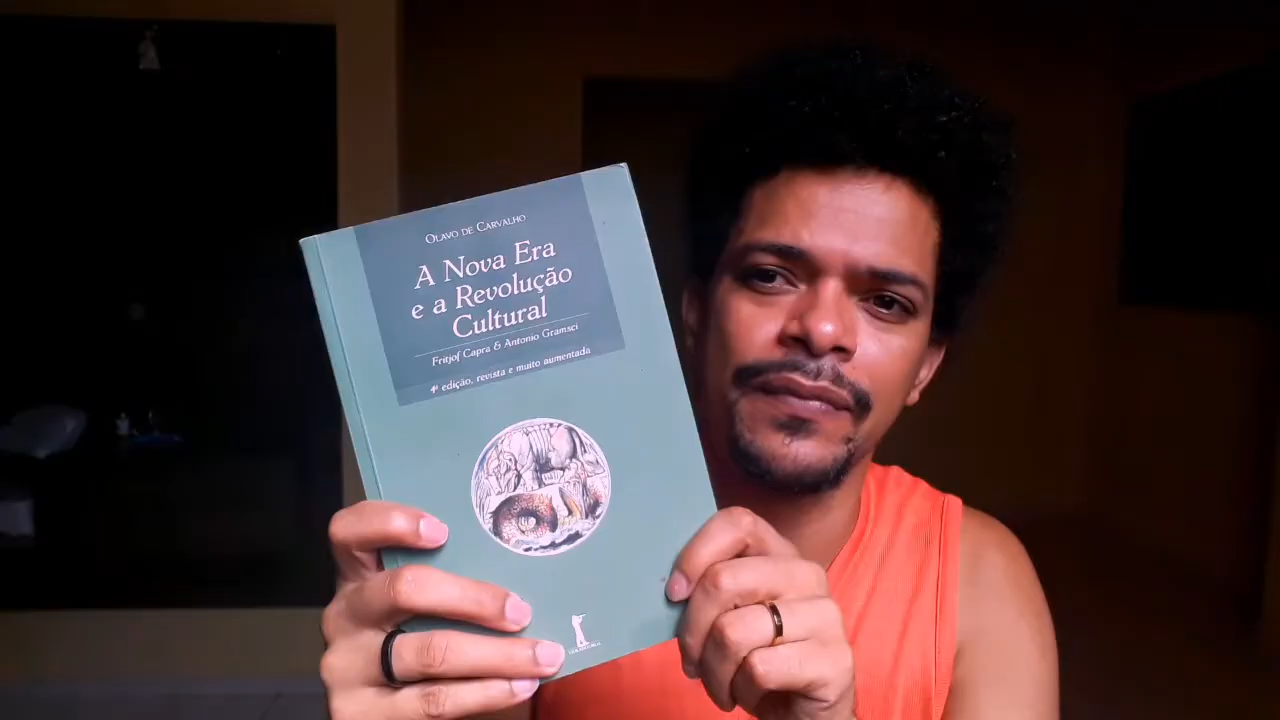 Olavo de Carvalho
A Nova Era
e a Revolução
Cultural
Fritjof Capra & Antonio Gramsci
4ª edição, revista e muito aumentada